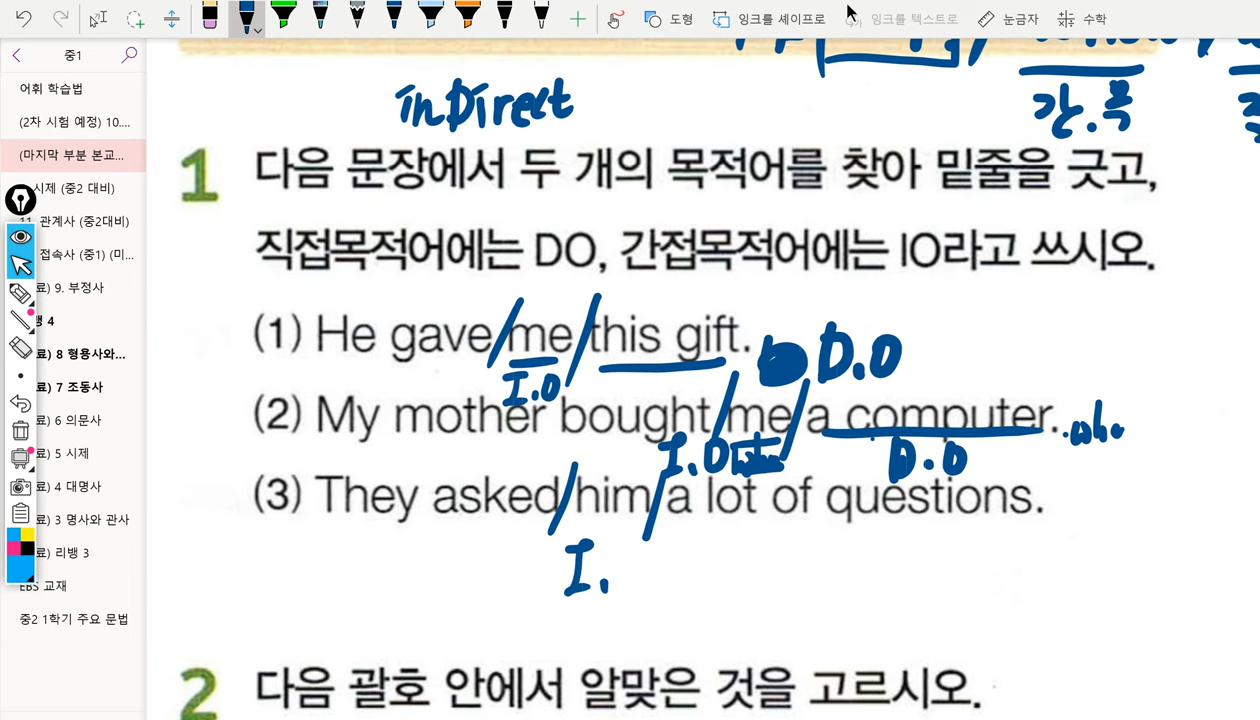 도형 잉크를 셰이프로 잉크를 텍스트로 눈금자 수학
중1
어휘 학습법
(2차 시험 예정) 10....
(마지막 부분 본교...
시제 (중2 대비)
관계사 (중2대비)
접속사 (중1) (미...
료) 9. 부정사
4
료) 8 형용사와...
료) 7 조동사
료) 6 의문사
료) 5 시제
료) 4 대명사
료) 3 명사와 관사
료) 리뱅 3
EBS 교재
중2 1학기 주요 문법
간.목
inDirect
1 다음 문장에서 두 개의 목적어를 찾아 밑줄을 긋고,
직접목적어에는 DO, 간접목적어에는 IO라고 쓰시오.
(1) He gave / me / this gift.
I.O D.O
(2) My mother bought / me / a computer.
I.O D.O
(3) They asked / him / a lot of questions.
I.
2 다음 괄호 안에서 알맞은 것을 고르시오.